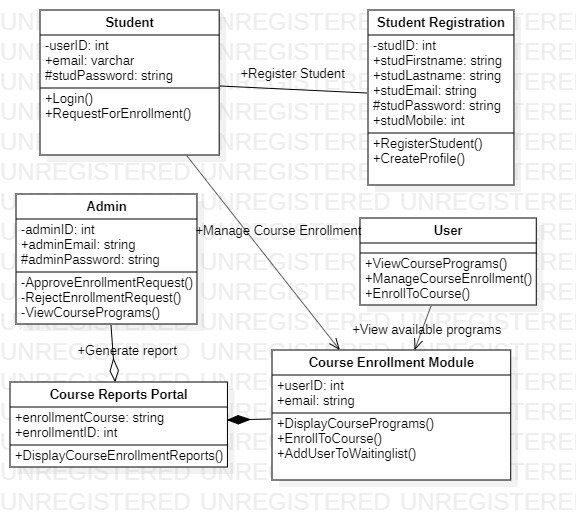 Student
-userID: int
+email: varchar
#studPassword: string
+Login()
+RequestForEnrollment()
+Register Student
Student Registration
-studID: int
+studFirstname: string
+studLastname: string
+studEmail: string
#studPassword: string
+studMobile: int
+RegisterStudent()
+CreateProfile()
Admin
-adminID: int
+adminEmail: string
#adminPassword: string
-ApproveEnrollmentRequest()
-RejectEnrollmentRequest()
-ViewCoursePrograms()
+Manage Course Enrollment
User
+ViewCoursePrograms()
+ManageCourseEnrollment()
+EnrollToCourse()
+View available programs
+Generate report
Course Reports Portal
+enrollmentCourse: string
+enrollmentID: int
+DisplayCourseEnrollmentReports()
Course Enrollment Module
+userID: int
+email: string
+DisplayCoursePrograms()
+EnrollToCourse()
+AddUserToWaitinglist()
UNREGISTERED UNREGISTERED UNREGISTERED